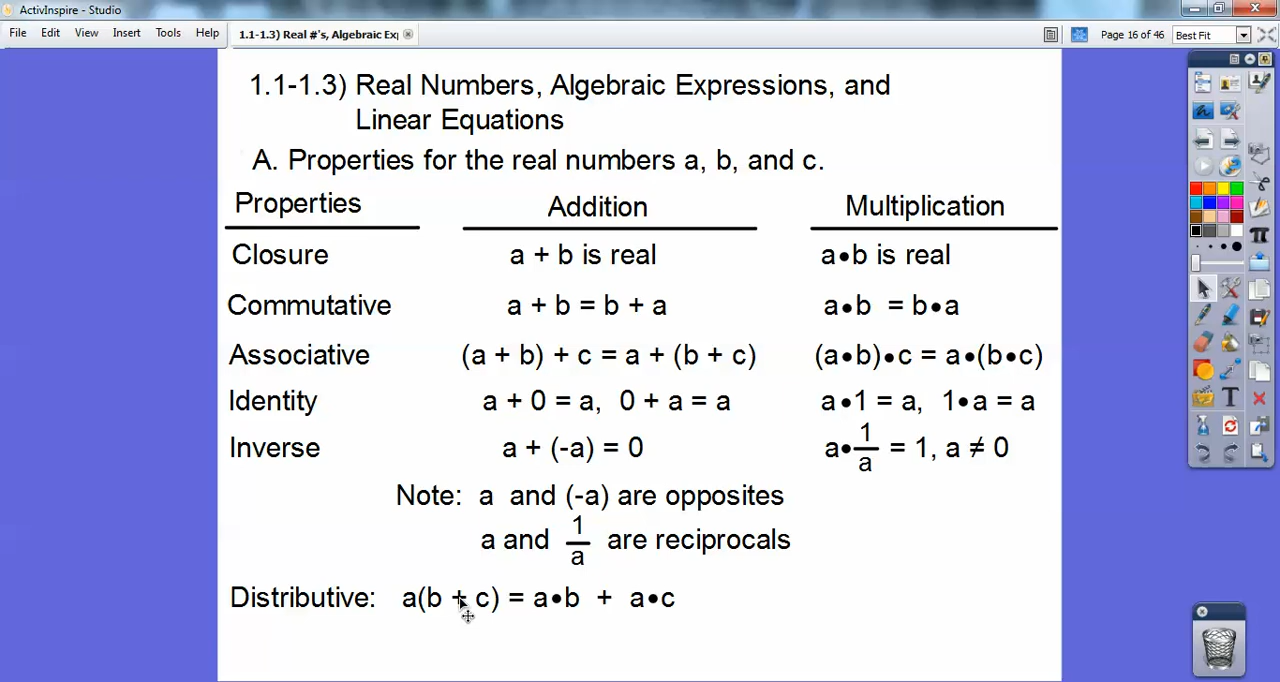 ActivInspire - Studio
File Edit View Insert Tools Help 1.1-1.3) Real #'s, Algebraic Ex Page 16 of 46 Best Fit
1.1-1.3) Real Numbers, Algebraic Expressions, and
Linear Equations
A. Properties for the real numbers a, b, and c.
Properties Addition Multiplication
Closure a + b is real a•b is real
Commutative a + b = b + a a•b = b•a
Associative (a + b) + c = a + (b + c) (a•b)•c = a•(b•c)
Identity a + 0 = a, 0 + a = a a•1 = a, 1•a = a
Inverse a + (-a) = 0 a•1/a = 1, a ≠ 0
Note: a and (-a) are opposites
a and 1/a are reciprocals
Distributive: a(b + c) = a•b + a•c